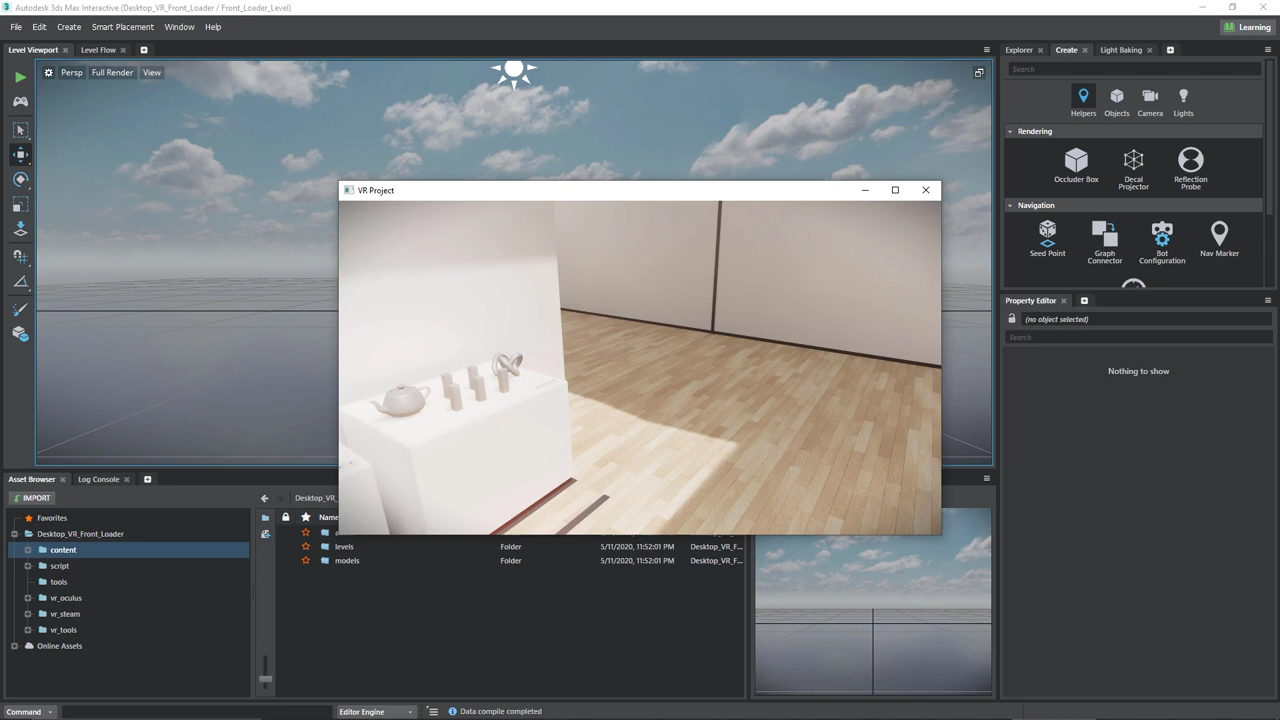 Autodesk 3ds Max Interactive (Desktop_VR_Front_Loader / Front_Loader_Level)
File Edit Create Smart Placement Window Help
Learning
Level Viewport Level Flow
Persp Full Render View
Explorer Create Light Baking
Search
Helpers Objects Camera Lights
Rendering
Occluder Box Decal Projector Reflection Probe
Navigation
Seed Point Graph Connector Bot Configuration Nav Marker
VR Project
Property Editor
(no object selected)
Search
Nothing to show
Asset Browser Log Console
IMPORT
Desktop_VR_
Favorites
Desktop_VR_Front_Loader
content
script
tools
vr_oculus
vr_steam
vr_tools
Online Assets
Name
levels Folder 5/11/2020, 11:52:01 PM Desktop_VR_F...
models Folder 5/11/2020, 11:52:01 PM Desktop_VR_F...
Command
Editor Engine
Data compile completed